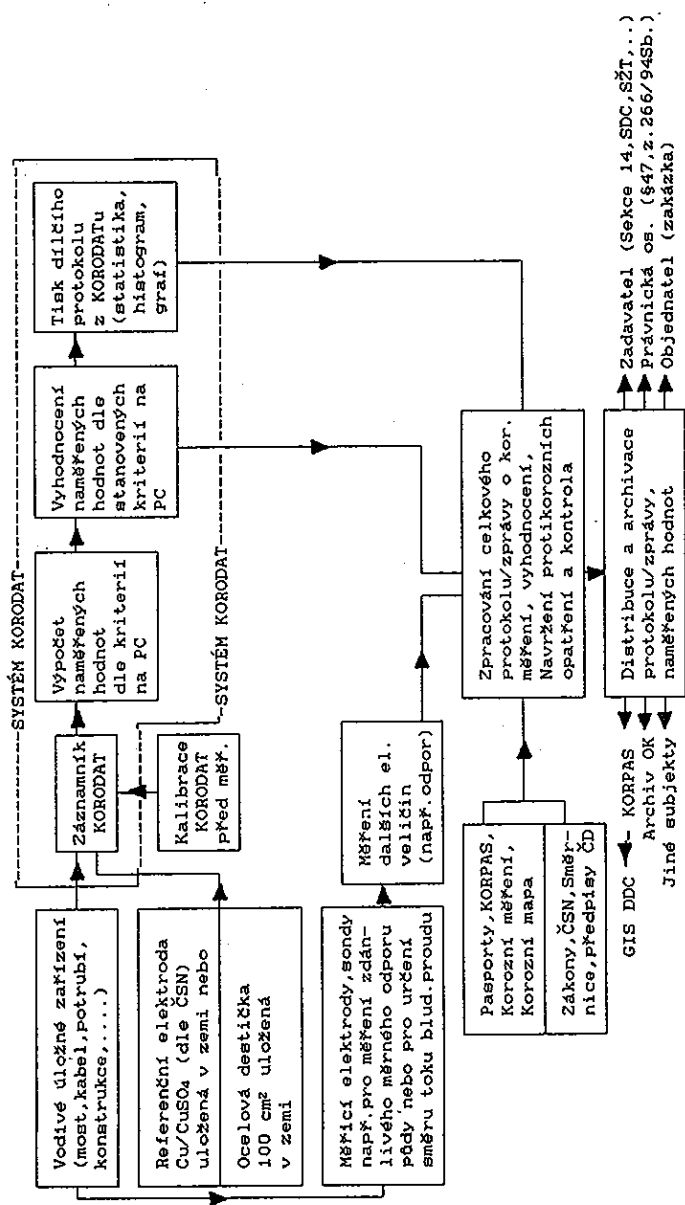 SYSTÉM KORODAT
Vodivé úložné zařízení
(most,kabel,potrubí,
konstrukce,....)
Záznamník
KORODAT
Výpočet
naměřených
hodnot
dle kriterií
na PC
Vyhodnocení
naměřených
hodnot dle
stanovených
kriterií na
PC
Tisk dílčího
protokolu
z KORODATu
(statistika,
histogram,
graf)
Kalibrace
KORODAT
před měř.
SYSTÉM KORODAT
Referenční elektroda
Cu/CuSO₄ (dle ČSN)
uložená v zemi nebo
Ocelová destička
100 cm² uložená
v zemi
Měřicí elektrody,sondy
např.pro měření zdán-
livého měrného odporu
půdy nebo pro určení
směru toku blud.proudu
Měření
dalších el.
veličin
(např.odpor)
Pasporty,KORPAS,
Korozní měření,
Korozní mapa
Zákony,ČSN,Směr-
nice,předpisy ČD
Zpracování celkového
protokolu/zprávy o kor.
měření, vyhodnocení,
Navržení protikorozních
opatření a kontrola
GIS DDC
KORPAS
Archiv OK
Jiné subjekty
Distribuce a archivace
protokolu/zprávy,
naměřených hodnot
Zadavatel (Sekce 14,SDC,SŽT,..)
Právnická os. (§47,z.266/94Sb.)
Objednatel (zakázka)